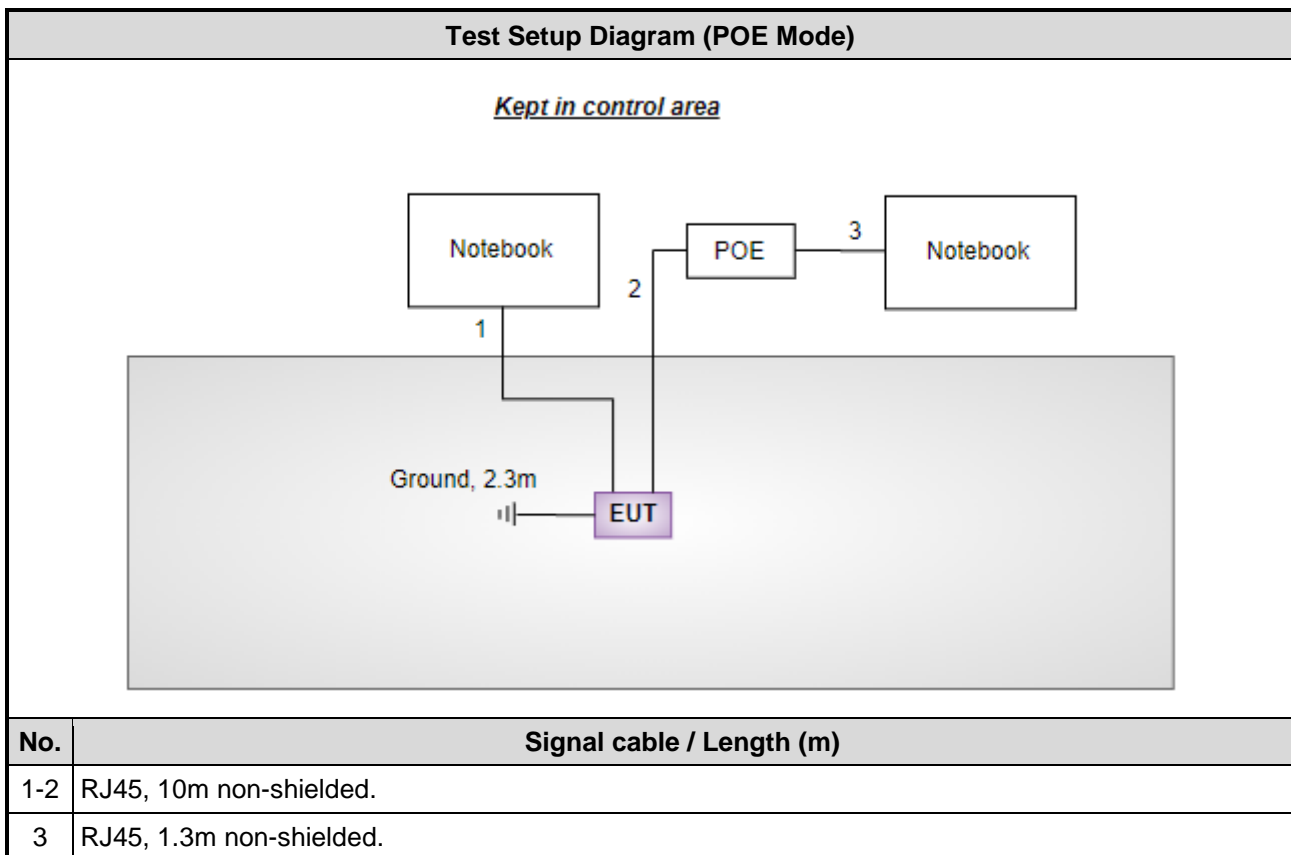 Test Setup Diagram (POE Mode)
Kept in control area
Notebook
POE
3
Notebook
2
1
Ground, 2.3m
EUT
No. Signal cable / Length (m)
1-2 RJ45, 10m non-shielded.
3 RJ45, 1.3m non-shielded.